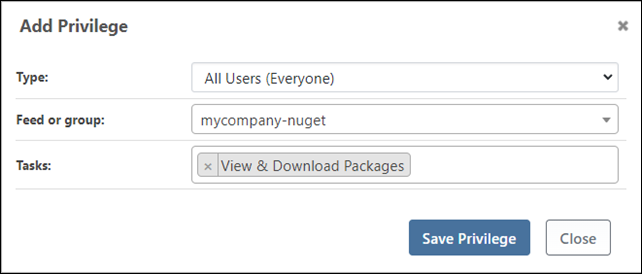 Add Privilege
×
Type:
All Users (Everyone)
Feed or group:
mycompany-nuget
Tasks:
× View & Download Packages
Save Privilege
Close